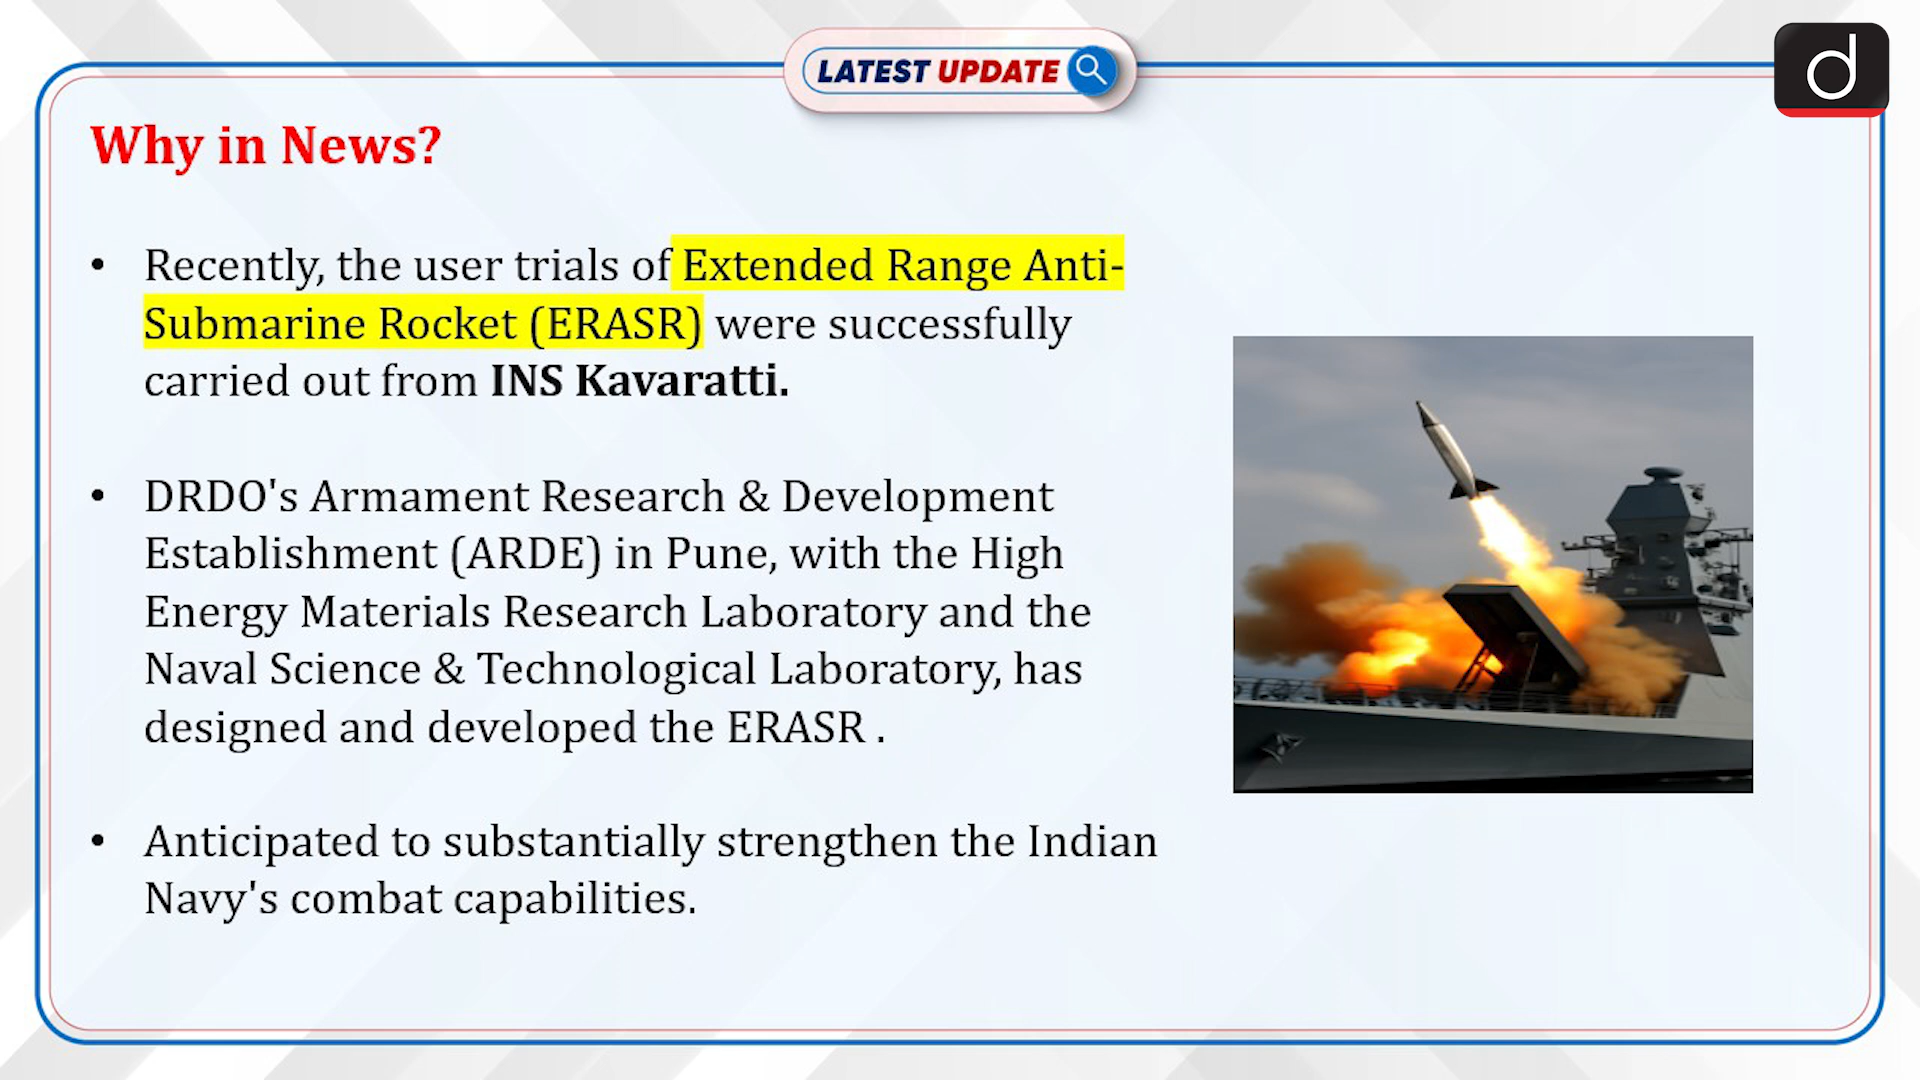 LATEST UPDATE
d
Why in News?
• Recently, the user trials of Extended Range Anti-
Submarine Rocket (ERASR) were successfully
carried out from INS Kavaratti.
• DRDO's Armament Research & Development
Establishment (ARDE) in Pune, with the High
Energy Materials Research Laboratory and the
Naval Science & Technological Laboratory, has
designed and developed the ERASR .
• Anticipated to substantially strengthen the Indian
Navy's combat capabilities.